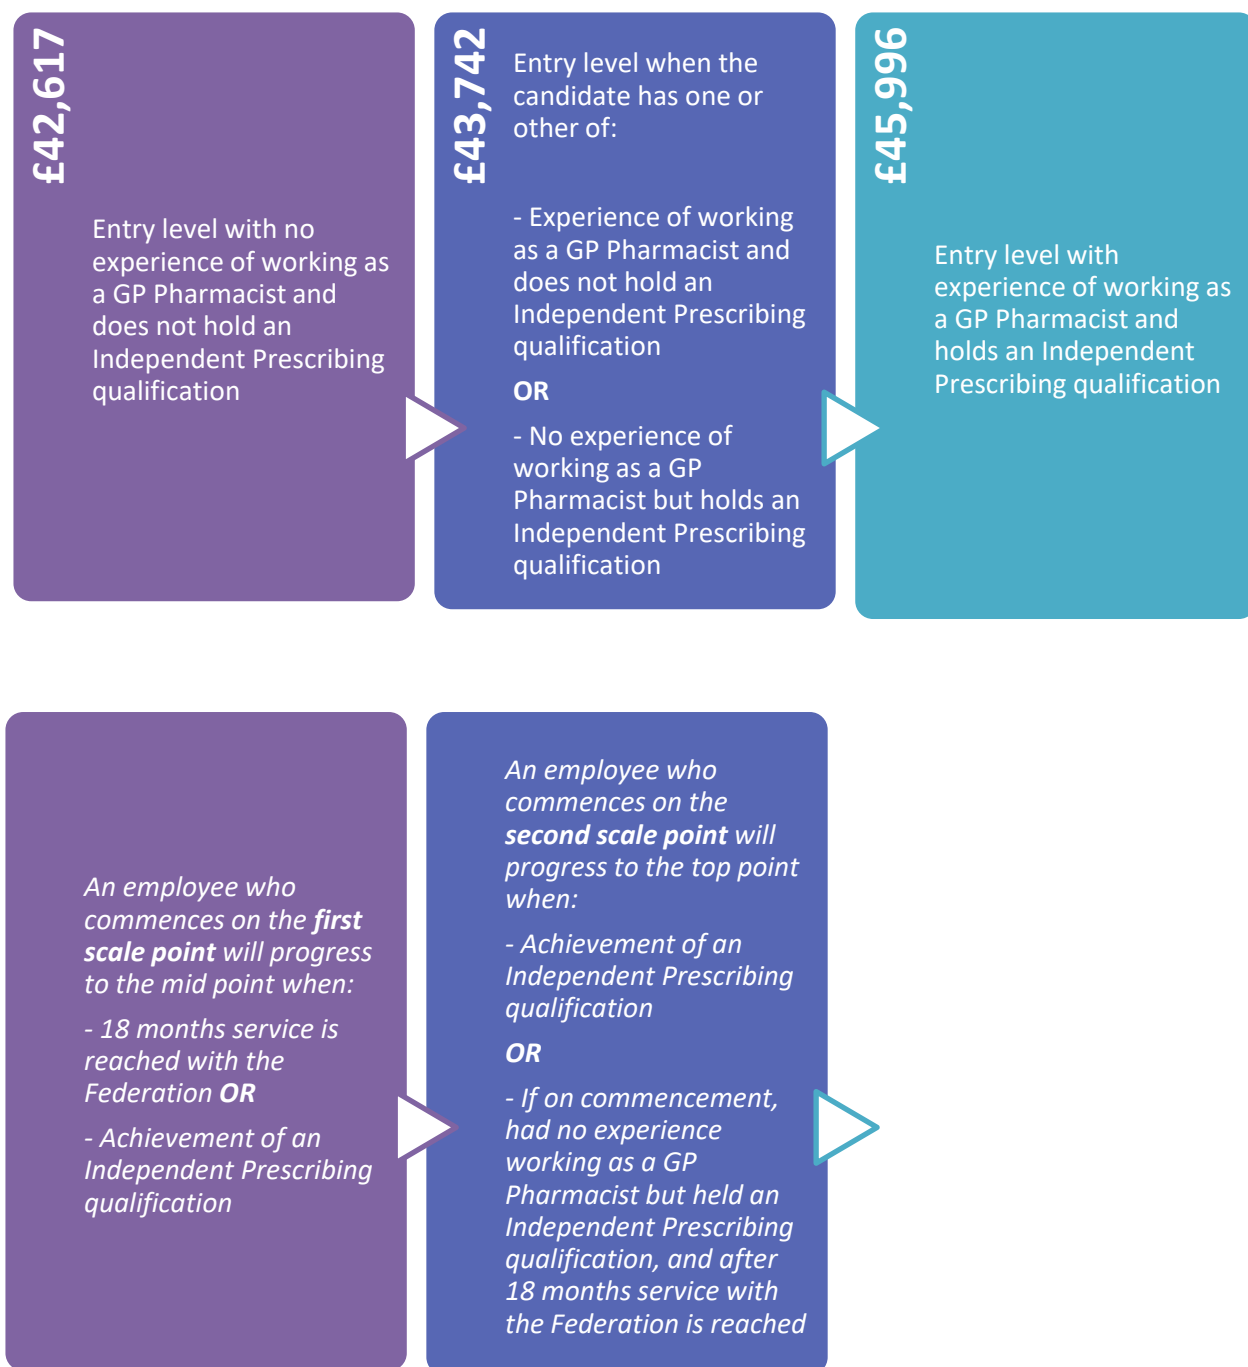 £42,617
Entry level with no
experience of working as
a GP Pharmacist and
does not hold an
Independent Prescribing
qualification
£43,742
Entry level when the
candidate has one or
other of:
- Experience of working
as a GP Pharmacist and
does not hold an
Independent Prescribing
qualification
OR
- No experience of
working as a GP
Pharmacist but holds an
Independent Prescribing
qualification
£45,996
Entry level with
experience of working as
a GP Pharmacist and
holds an Independent
Prescribing qualification
An employee who
commences on the first
scale point will progress
to the mid point when:
- 18 months service is
reached with the
Federation OR
- Achievement of an
Independent Prescribing
qualification
An employee who
commences on the
second scale point will
progress to the top point
when:
- Achievement of an
Independent Prescribing
qualification
OR
- If on commencement,
had no experience
working as a GP
Pharmacist but held an
Independent Prescribing
qualification, and after
18 months service with
the Federation is reached